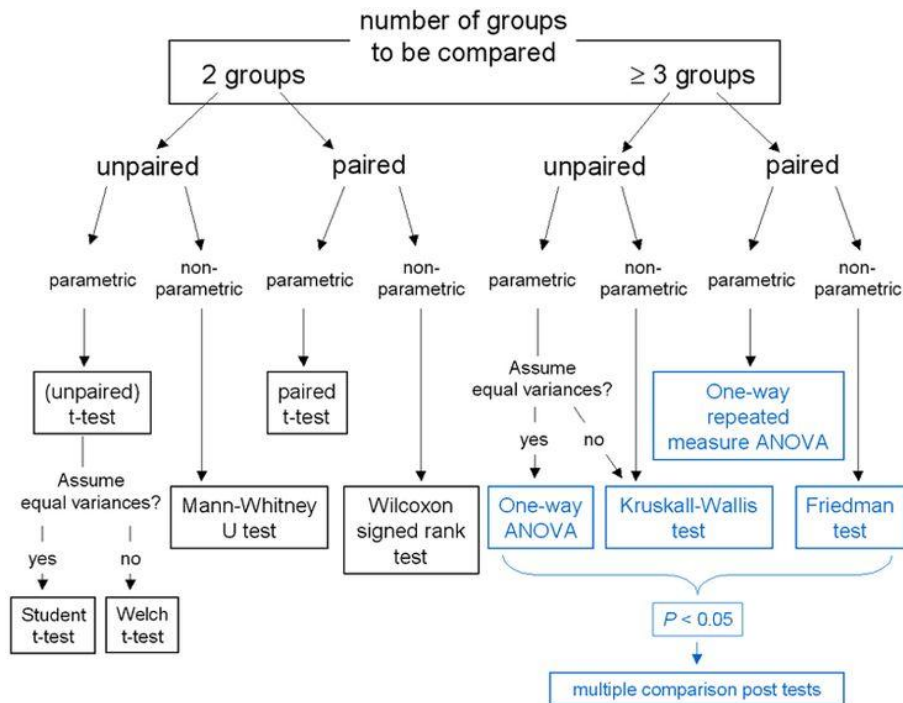 number of groups
to be compared
2 groups
≥ 3 groups
unpaired
paired
unpaired
paired
parametric
non-
parametric
parametric
non-
parametric
parametric
non-
parametric
parametric
non-
parametric
(unpaired)
t-test
paired
t-test
Assume
equal variances?
One-way
repeated
measure ANOVA
yes
no
Assume
equal variances?
Mann-Whitney
U test
Wilcoxon
signed rank
test
One-way
ANOVA
Kruskall-Wallis
test
Friedman
test
yes
no
Student
t-test
Welch
t-test
P < 0.05
multiple comparison post tests